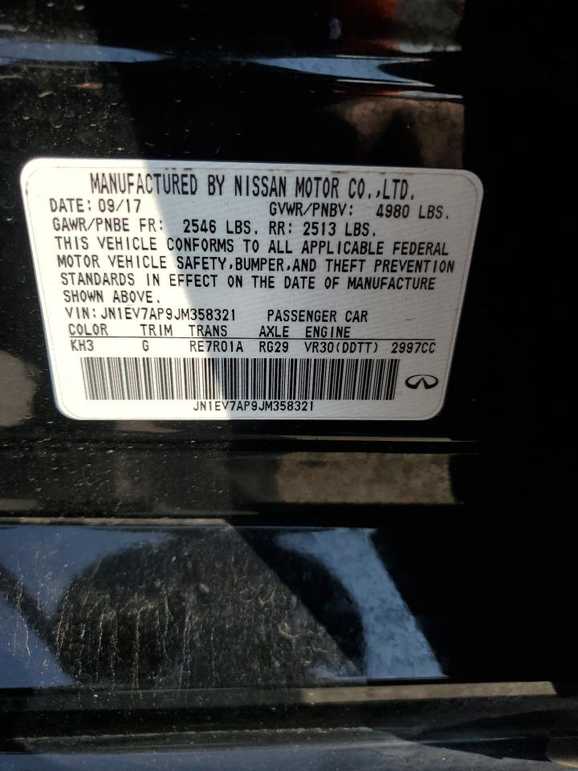 MANUFACTURED BY NISSAN MOTOR CO.,LTD.
DATE: 09/17 GVWR/PNBV: 4980 LBS.
GAWR/PNBE FR: 2546 LBS. RR: 2513 LBS.
THIS VEHICLE CONFORMS TO ALL APPLICABLE FEDERAL
MOTOR VEHICLE SAFETY,BUMPER,AND THEFT PREVENTION
STANDARDS IN EFFECT ON THE DATE OF MANUFACTURE
SHOWN ABOVE.
VIN:JN1EV7AP9JM358321 PASSENGER CAR
COLOR TRIM TRANS AXLE ENGINE
KH3 G RE7R01A RG29 VR30(DDTT) 2997CC
JN1EV7AP9JM358321